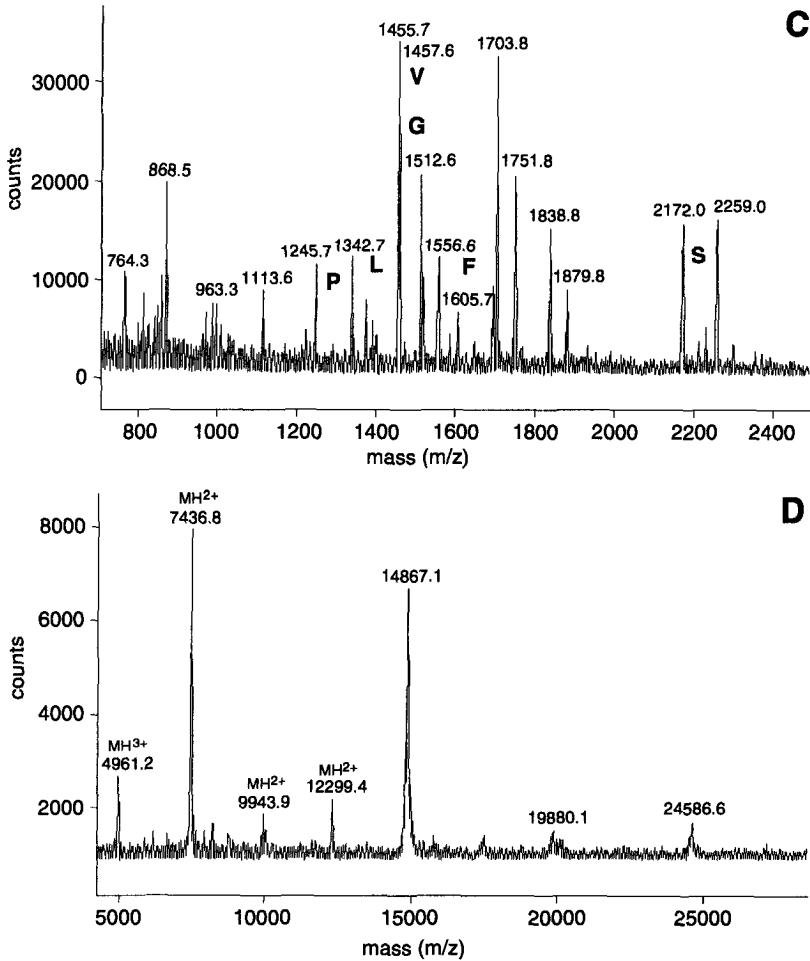 C
1455.7
1457.6
1703.8
V
G
30000
1512.6
1751.8
868.5
20000
1838.8
2172.0 2259.0
counts
764.3
1245.7 1342.7 1556.6
P L F S
1113.6
1605.7
1879.8
963.3
10000
0
800 1000 1200 1400 1600 1800 2000 2200 2400
mass (m/z)
D
MH2+
7436.8
8000
14867.1
6000
counts
4000
MH3+
4961.2
MH2+
9943.9
MH2+
12299.4
2000
19880.1
24586.6
5000 10000 15000 20000 25000
mass (m/z)